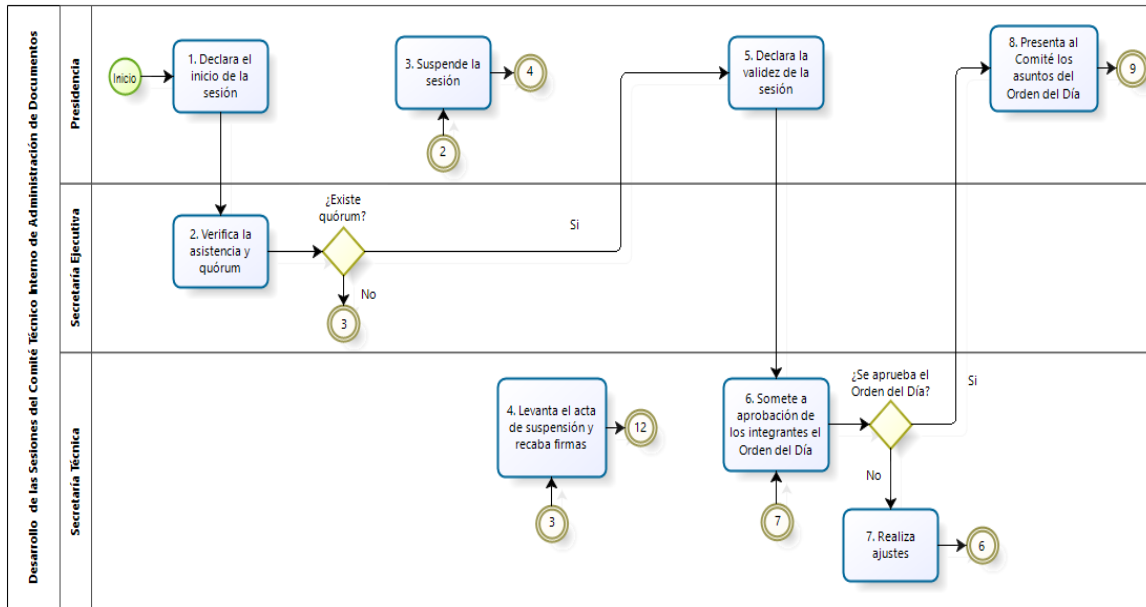 Desarrollo de las Sesiones del Comité Técnico Interno de Administración de Documentos
Presidencia
Inicio
1. Declara el
inicio de la
sesión
3. Suspende la
sesión
4
2
5. Declara la
validez de la
sesión
8. Presenta al
Comité los
asuntos del
Orden del Día
9
Secretaría Ejecutiva
2. Verifica la
asistencia y
quórum
¿Existe
quórum?
Si
No
3
Secretaría Técnica
4. Levanta el acta
de suspensión y
recaba firmas
12
3
6. Somete a
aprobación de
los integrantes el
Orden del Día
7
¿Se aprueba el
Orden del Día?
Si
No
7. Realiza
ajustes
6